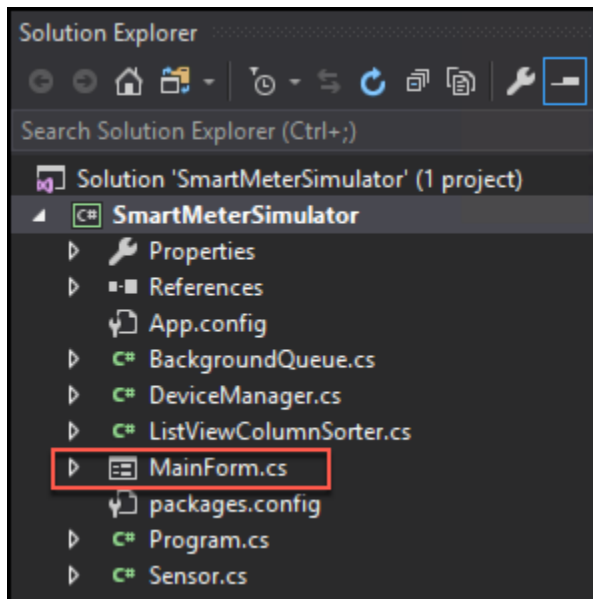 Solution Explorer
Search Solution Explorer (Ctrl+;)
Solution 'SmartMeterSimulator' (1 project)
C# SmartMeterSimulator
Properties
References
App.config
C# BackgroundQueue.cs
C# DeviceManager.cs
C# ListViewColumnSorter.cs
MainForm.cs
packages.config
C# Program.cs
C# Sensor.cs